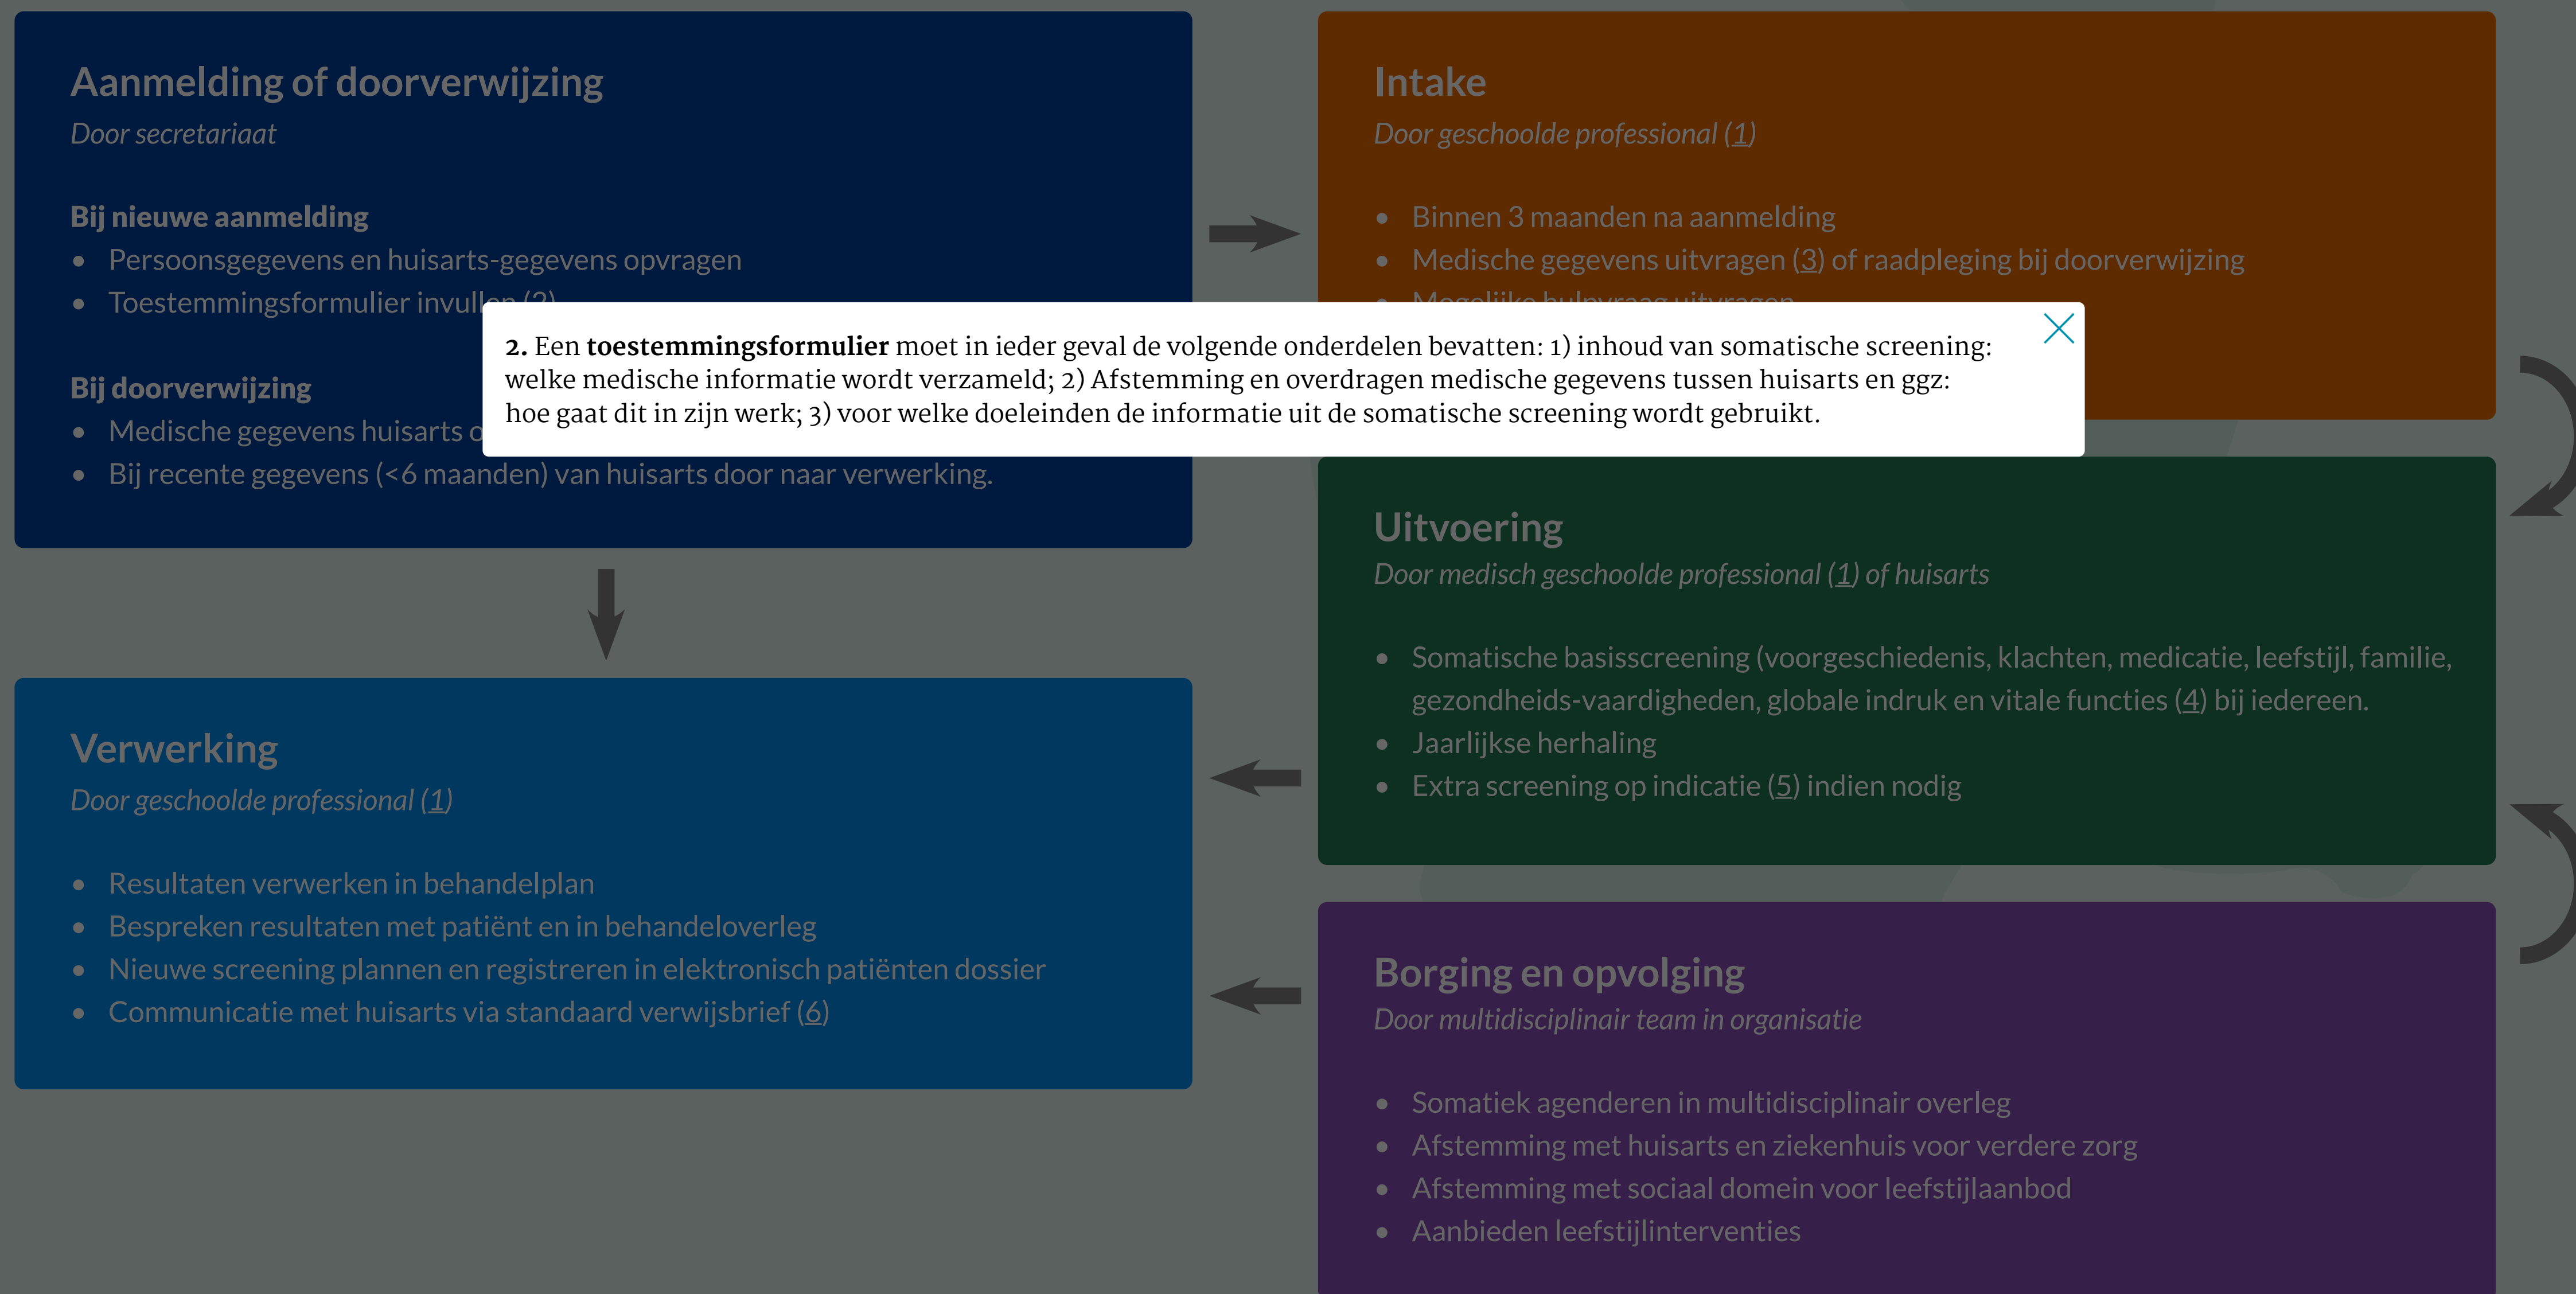 Aanmelding of doorverwijzing
Door secretariaat
Bij nieuwe aanmelding
• Persoonsgegevens en huisarts-gegevens opvragen
• Toestemmingsformulier invullen (2)
Bij doorverwijzing
• Medische gegevens huisarts
• Bij recente gegevens (<6 maanden) van huisarts door naar verwerking.
Intake
Door geschoolde professional (1)
• Binnen 3 maanden na aanmelding
• Medische gegevens uitvragen (3) of raadpleging bij doorverwijzing
• Mogelijke hulpvraag uitvragen
2. Een toestemmingsformulier moet in ieder geval de volgende onderdelen bevatten: 1) inhoud van somatische screening:
welke medische informatie wordt verzameld; 2) Afstemming en overdragen medische gegevens tussen huisarts en ggz:
hoe gaat dit in zijn werk; 3) voor welke doeleinden de informatie uit de somatische screening wordt gebruikt.
Uitvoering
Door medisch geschoolde professional (1) of huisarts
• Somatische basisscreening (voorgeschiedenis, klachten, medicatie, leefstijl, familie,
gezondheids-vaardigheden, globale indruk en vitale functies (4) bij iedereen.
• Jaarlijkse herhaling
• Extra screening op indicatie (5) indien nodig
Verwerking
Door geschoolde professional (1)
• Resultaten verwerken in behandelplan
• Bespreken resultaten met patiënt en in behandeloverleg
• Nieuwe screening plannen en registreren in elektronisch patiënten dossier
• Communicatie met huisarts via standaard verwijsbrief (6)
Borging en opvolging
Door multidisciplinair team in organisatie
• Somatiek agenderen in multidisciplinair overleg
• Afstemming met huisarts en ziekenhuis voor verdere zorg
• Afstemming met sociaal domein voor leefstijlaanbod
• Aanbieden leefstijlinterventies